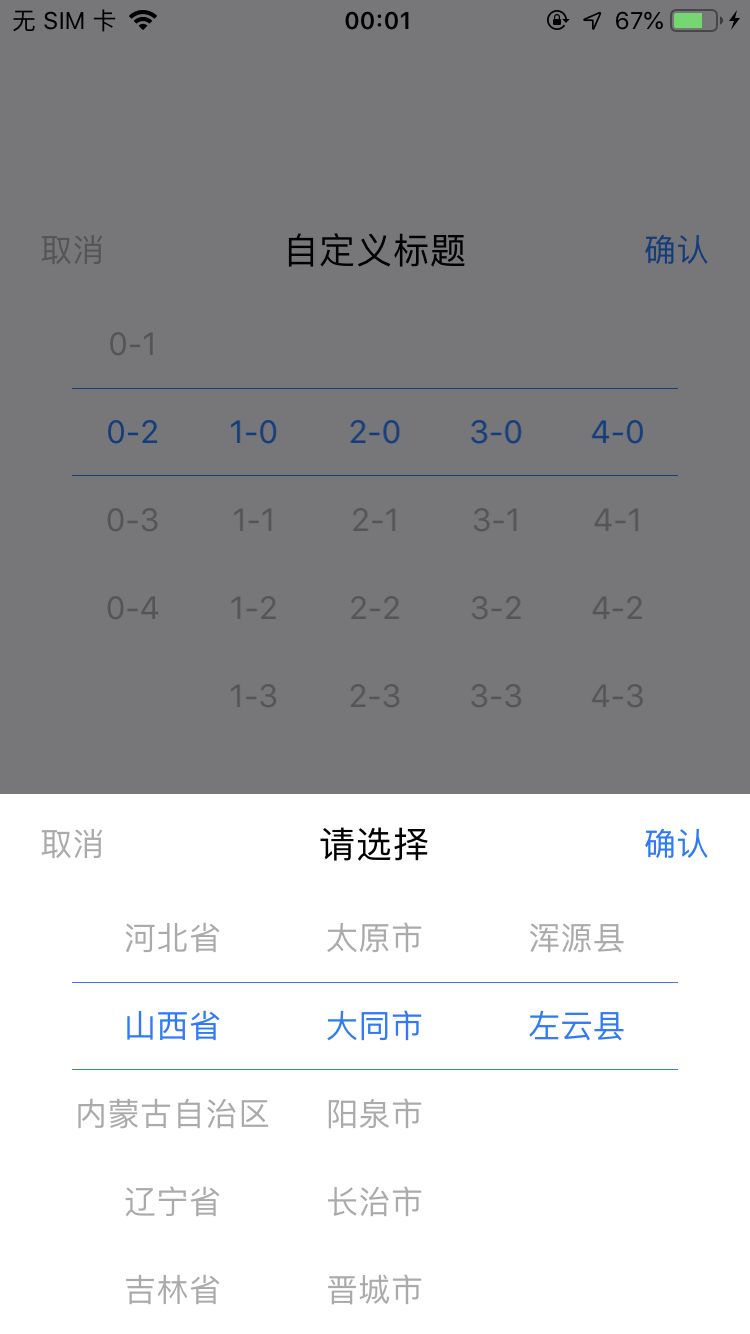 无 SIM 卡 00:01 67%
取消 自定义标题 确认
0-1
0-2 1-0 2-0 3-0 4-0
0-3 1-1 2-1 3-1 4-1
0-4 1-2 2-2 3-2 4-2
1-3 2-3 3-3 4-3
取消 请选择 确认
河北省 太原市 浑源县
山西省 大同市 左云县
内蒙古自治区 阳泉市
辽宁省 长治市
吉林省 晋城市